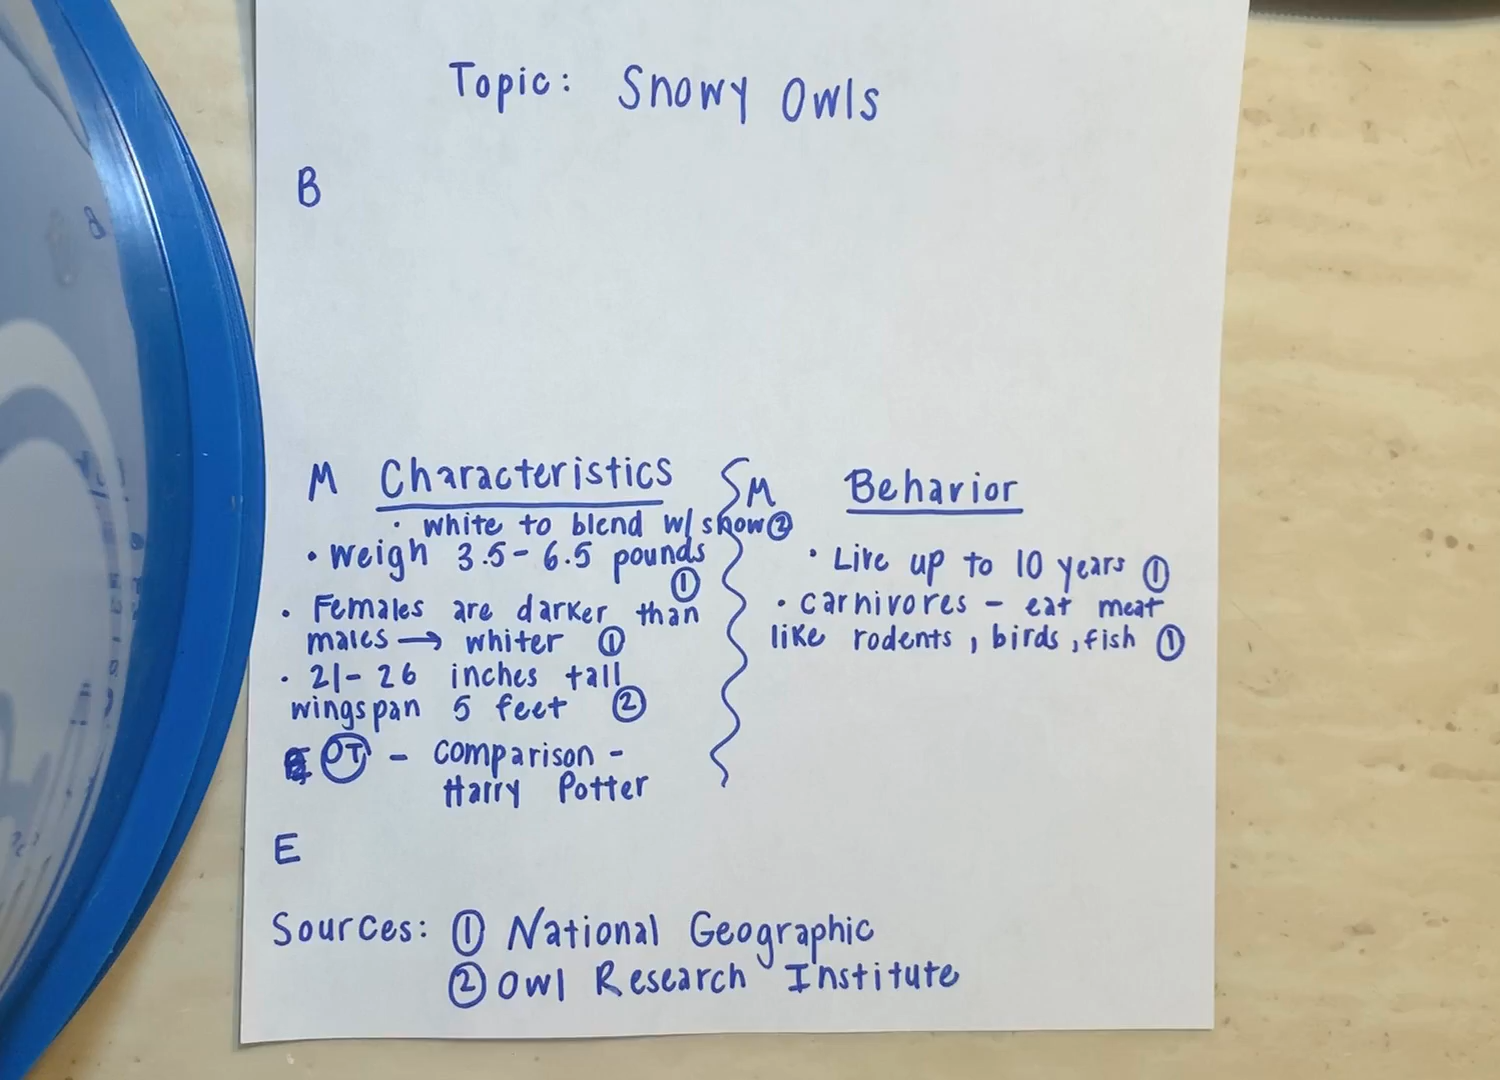 Topic: Snowy Owls
B
M Characteristics
· white to blend w/ snow ②
· weigh 3.5-6.5 pounds
①
· Females are darker than
males → whiter ①
· 21-26 inches tall
wingspan 5 feet ②
OT - comparison -
Harry Potter
M Behavior
· Live up to 10 years ①
· carnivores - eat meat
like rodents, birds, fish ①
E
Sources: ① National Geographic
② Owl Research Institute